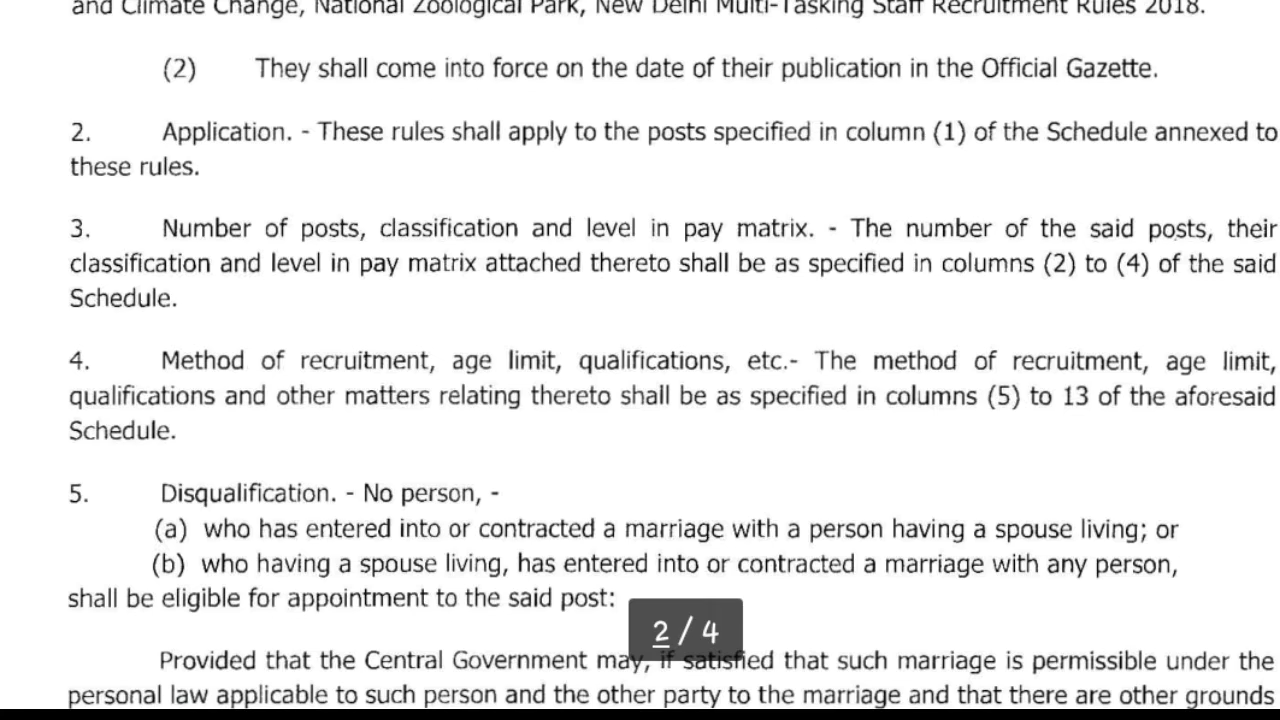 and Climate Change, National Zoological Park, New Delhi Multi-Tasking Staff Recruitment Rules 2018.
(2) They shall come into force on the date of their publication in the Official Gazette.
2. Application. - These rules shall apply to the posts specified in column (1) of the Schedule annexed to
these rules.
3. Number of posts, classification and level in pay matrix. - The number of the said posts, their
classification and level in pay matrix attached thereto shall be as specified in columns (2) to (4) of the said
Schedule.
4. Method of recruitment, age limit, qualifications, etc.- The method of recruitment, age limit,
qualifications and other matters relating thereto shall be as specified in columns (5) to 13 of the aforesaid
Schedule.
5. Disqualification. - No person, -
(a) who has entered into or contracted a marriage with a person having a spouse living; or
(b) who having a spouse living, has entered into or contracted a marriage with any person,
shall be eligible for appointment to the said post:
2 / 4
Provided that the Central Government may, if satisfied that such marriage is permissible under the
personal law applicable to such person and the other party to the marriage and that there are other grounds